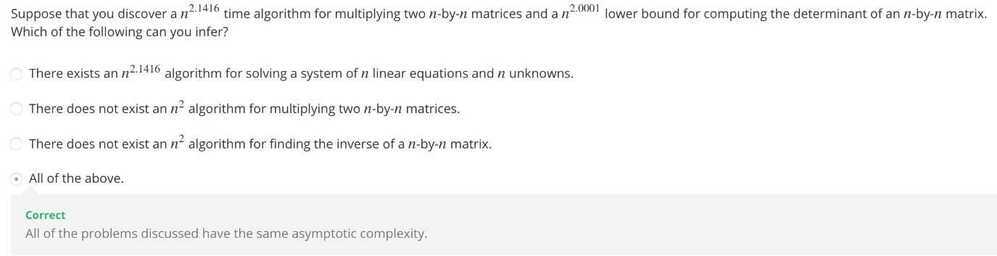 Suppose that you discover a n^2.1416 time algorithm for multiplying two n-by-n matrices and a n^2.0001 lower bound for computing the determinant of an n-by-n matrix.
Which of the following can you infer?
There exists an n^2.1416 algorithm for solving a system of n linear equations and n unknowns.
There does not exist an n^2 algorithm for multiplying two n-by-n matrices.
There does not exist an n^2 algorithm for finding the inverse of a n-by-n matrix.
All of the above.
Correct
All of the problems discussed have the same asymptotic complexity.